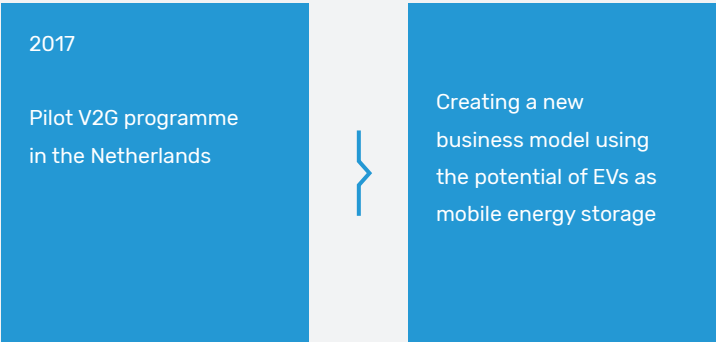 2017
Pilot V2G programme
in the Netherlands
Creating a new
business model using
the potential of EVs as
mobile energy storage